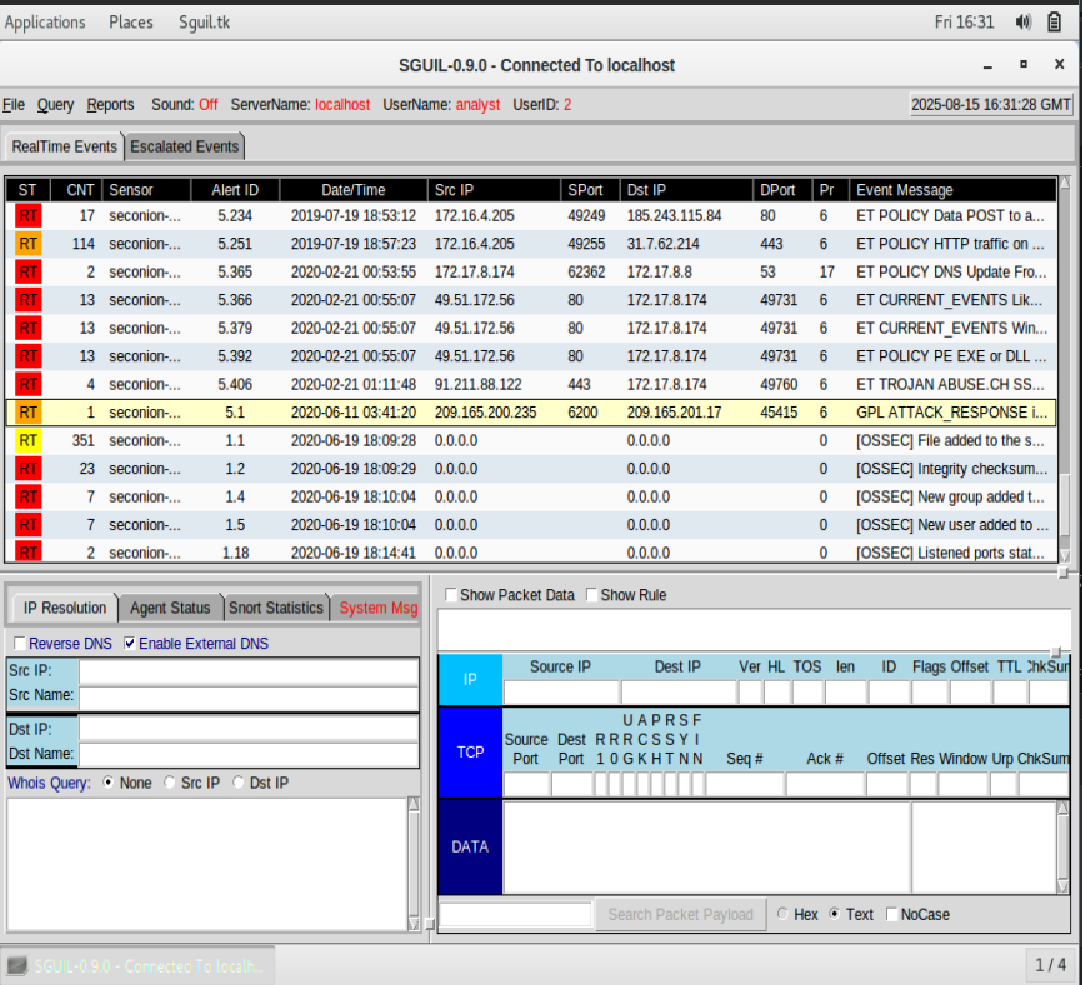 Applications Places Sguil.tk Fri 16:31
SGUIL-0.9.0 - Connected To localhost
File Query Reports Sound: Off ServerName: localhost UserName: analyst UserID: 2 2025-08-15 16:31:28 GMT
RealTime Events Escalated Events
ST CNT Sensor Alert ID Date/Time Src IP SPort Dst IP DPort Pr Event Message
RT 17 seconion-... 5.234 2019-07-19 18:53:12 172.16.4.205 49249 185.243.115.84 80 6 ET POLICY Data POST to a...
RT 114 seconion-... 5.251 2019-07-19 18:57:23 172.16.4.205 49255 31.7.62.214 443 6 ET POLICY HTTP traffic on ...
RT 2 seconion-... 5.365 2020-02-21 00:53:55 172.17.8.174 62362 172.17.8.8 53 17 ET POLICY DNS Update Fro...
RT 13 seconion-... 5.366 2020-02-21 00:55:07 49.51.172.56 80 172.17.8.174 49731 6 ET CURRENT_EVENTS Lik...
RT 13 seconion-... 5.379 2020-02-21 00:55:07 49.51.172.56 80 172.17.8.174 49731 6 ET CURRENT_EVENTS Win...
RT 13 seconion-... 5.392 2020-02-21 00:55:07 49.51.172.56 80 172.17.8.174 49731 6 ET POLICY PE EXE or DLL ...
RT 4 seconion-... 5.406 2020-02-21 01:11:48 91.211.88.122 443 172.17.8.174 49760 6 ET TROJAN ABUSE.CH SS...
RT 1 seconion-... 5.1 2020-06-11 03:41:20 209.165.200.235 6200 209.165.201.17 45415 6 GPL ATTACK_RESPONSE i...
RT 351 seconion-... 1.1 2020-06-19 18:09:28 0.0.0.0 0.0.0.0 0 [OSSEC] File added to the s...
RT 23 seconion-... 1.2 2020-06-19 18:09:29 0.0.0.0 0.0.0.0 0 [OSSEC] Integrity checksum...
RT 7 seconion-... 1.4 2020-06-19 18:10:04 0.0.0.0 0.0.0.0 0 [OSSEC] New group added t...
RT 7 seconion-... 1.5 2020-06-19 18:10:04 0.0.0.0 0.0.0.0 0 [OSSEC] New user added to ...
RT 2 seconion-... 1.18 2020-06-19 18:14:41 0.0.0.0 0.0.0.0 0 [OSSEC] Listened ports stat...
IP Resolution Agent Status Snort Statistics System Msg
Reverse DNS Enable External DNS
Src IP:
Src Name:
Dst IP:
Dst Name:
Whois Query: None Src IP Dst IP
Show Packet Data Show Rule
IP Source IP Dest IP Ver HL TOS len ID Flags Offset TTL ChkSum
U A P R S F
Source Dest R R R C S S Y I
TCP Port Port 1 0 G K H T N N Seq # Ack # Offset Res Window Urp ChkSum
DATA
Search Packet Payload Hex Text NoCase
SGUIL-0.9.0 - Connected To localh... 1 / 4